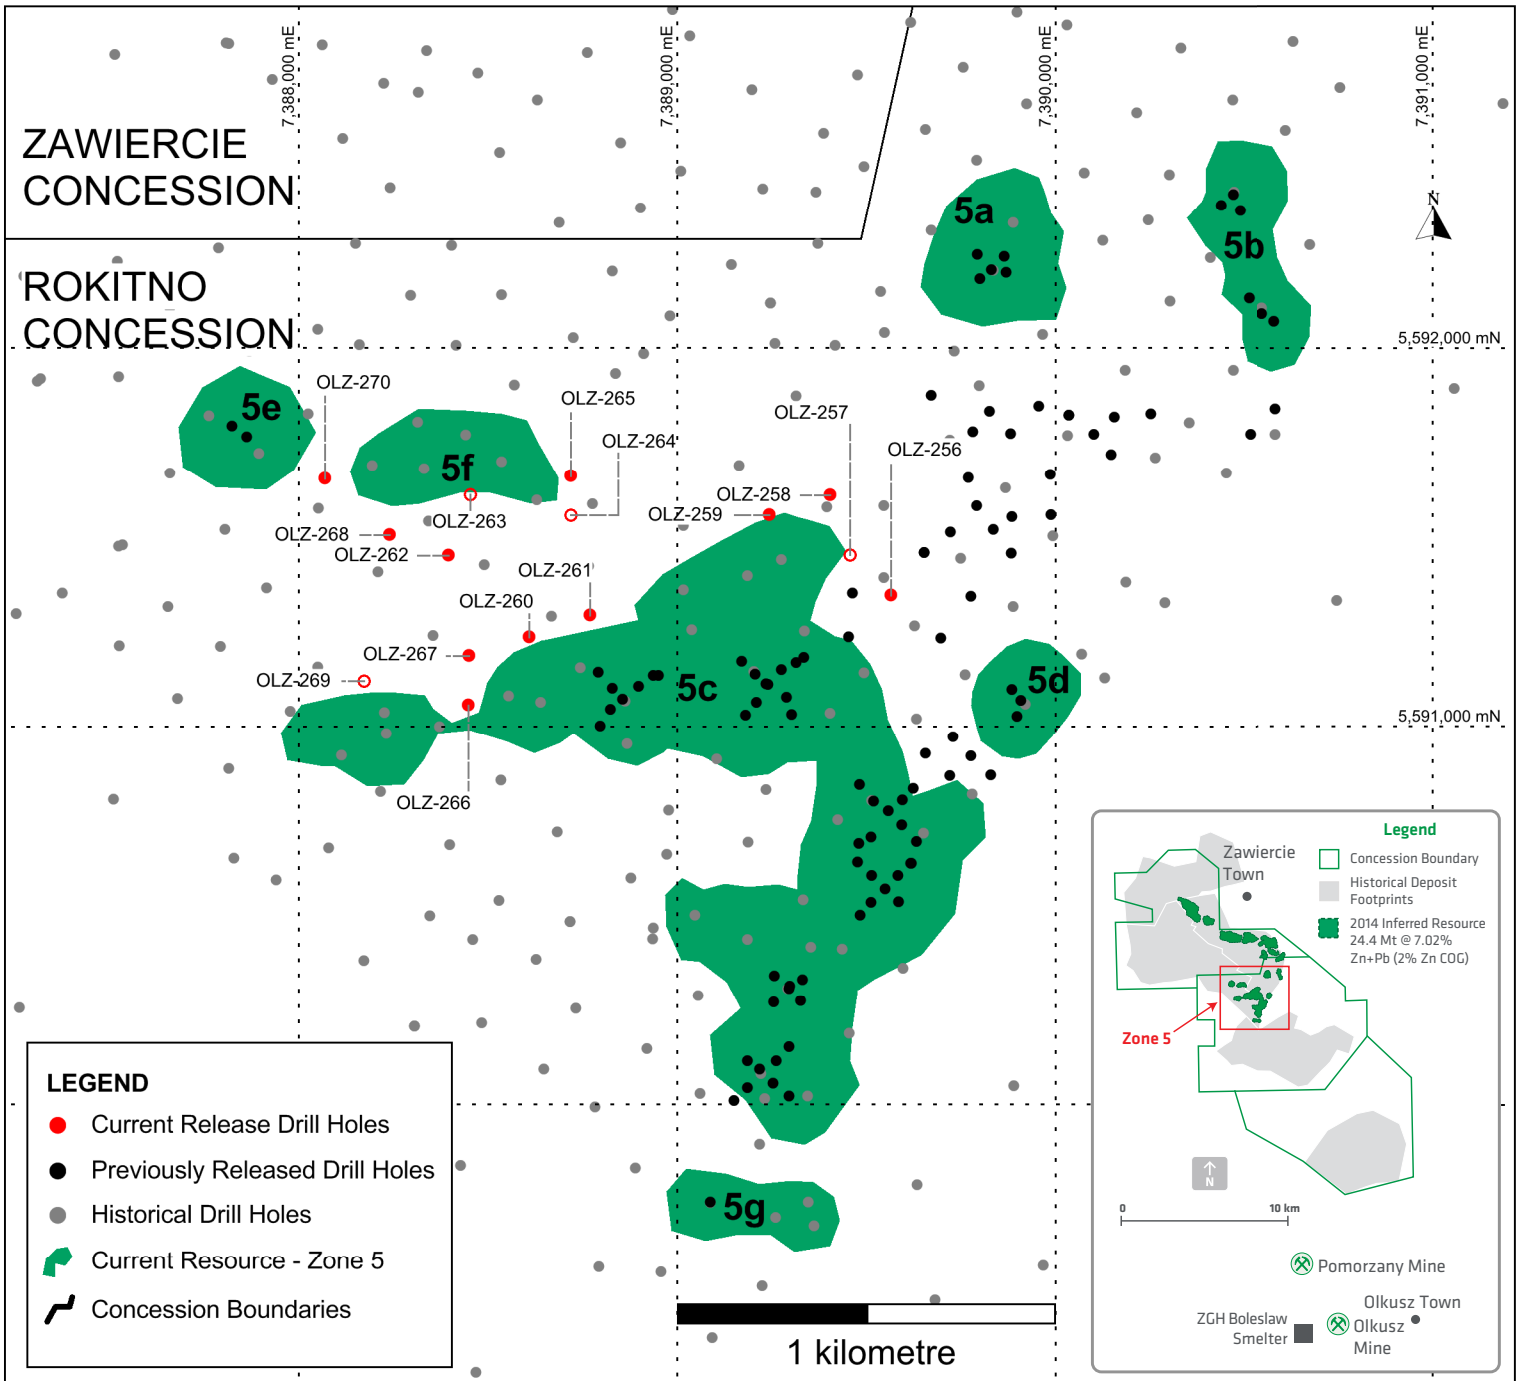 7,388,000 mE
7,389,000 mE
7,390,000 mE
7,391,000 mE
ZAWIERCIE
CONCESSION
ROKITNO
CONCESSION
5a
5b
N
5,592,000 mN
5e
OLZ-270
OLZ-265
OLZ-264
OLZ-257
OLZ-256
5f
OLZ-263
OLZ-258
OLZ-259
OLZ-268
OLZ-262
OLZ-261
OLZ-260
OLZ-267
OLZ-269
5c
5d
5,591,000 mN
OLZ-266
5g
LEGEND
Current Release Drill Holes
Previously Released Drill Holes
Historical Drill Holes
Current Resource - Zone 5
Concession Boundaries
1 kilometre
Legend
Concession Boundary
Historical Deposit
Footprints
2014 Inferred Resource
24.4 Mt @ 7.02%
Zn+Pb (2% Zn COG)
Zawiercie
Town
Zone 5
N
0
10 km
Pomorzany Mine
Olkusz Town
ZGH Boleslaw
Smelter
Olkusz
Mine